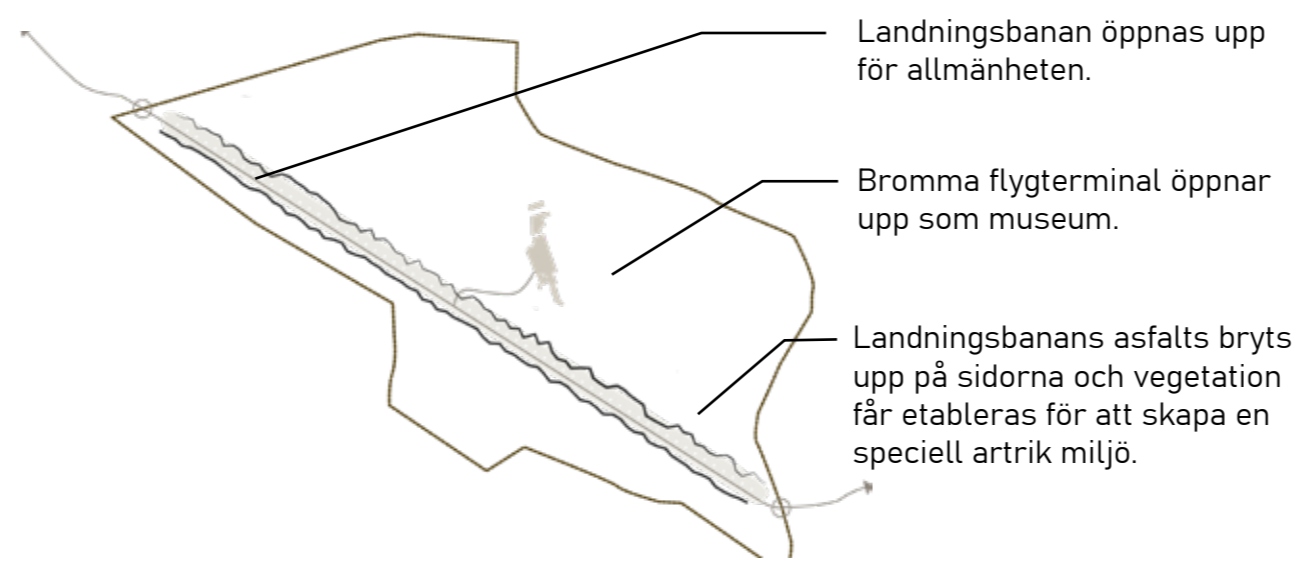 Landningsbanan öppnas upp
för allmänheten.
Bromma flygterminal öppnar
upp som museum.
Landningsbanans asfalts bryts
upp på sidorna och vegetation
får etableras för att skapa en
speciell artrik miljö.